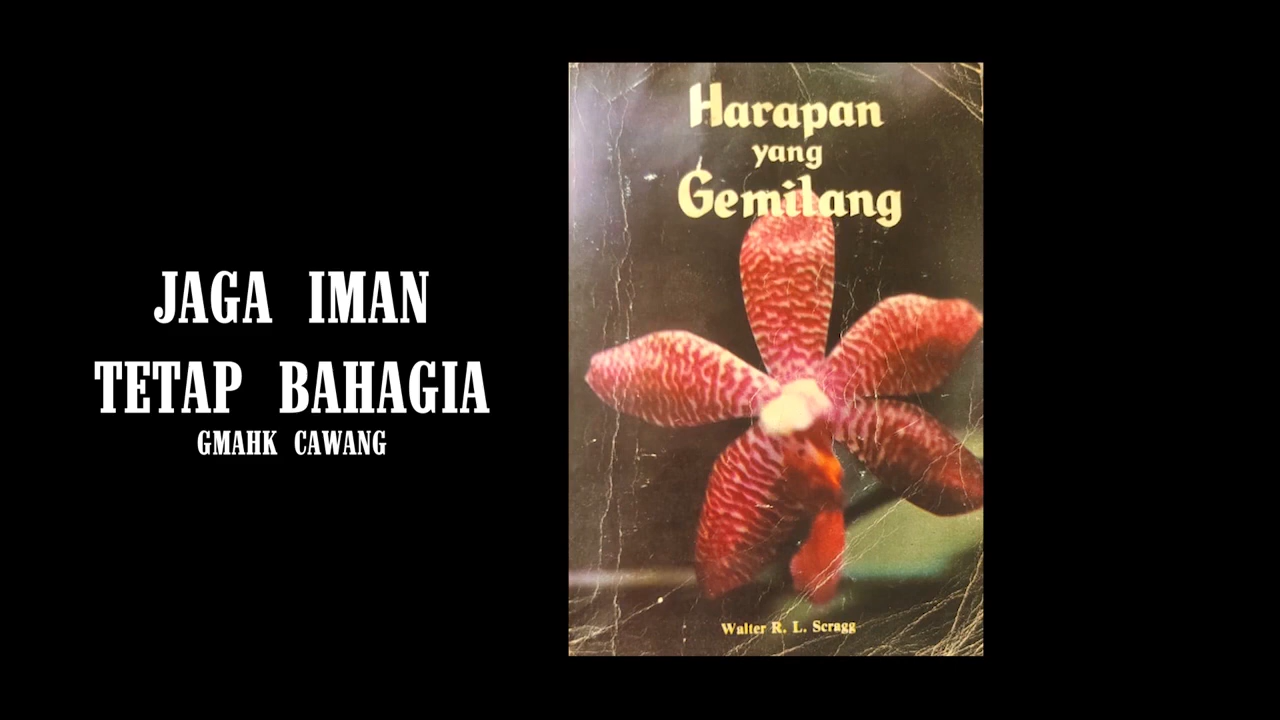 JAGA IMAN
TETAP BAHAGIA
GMAHK CAWANG
Harapan
yang
Gemilang
Walter R. L. Scragg